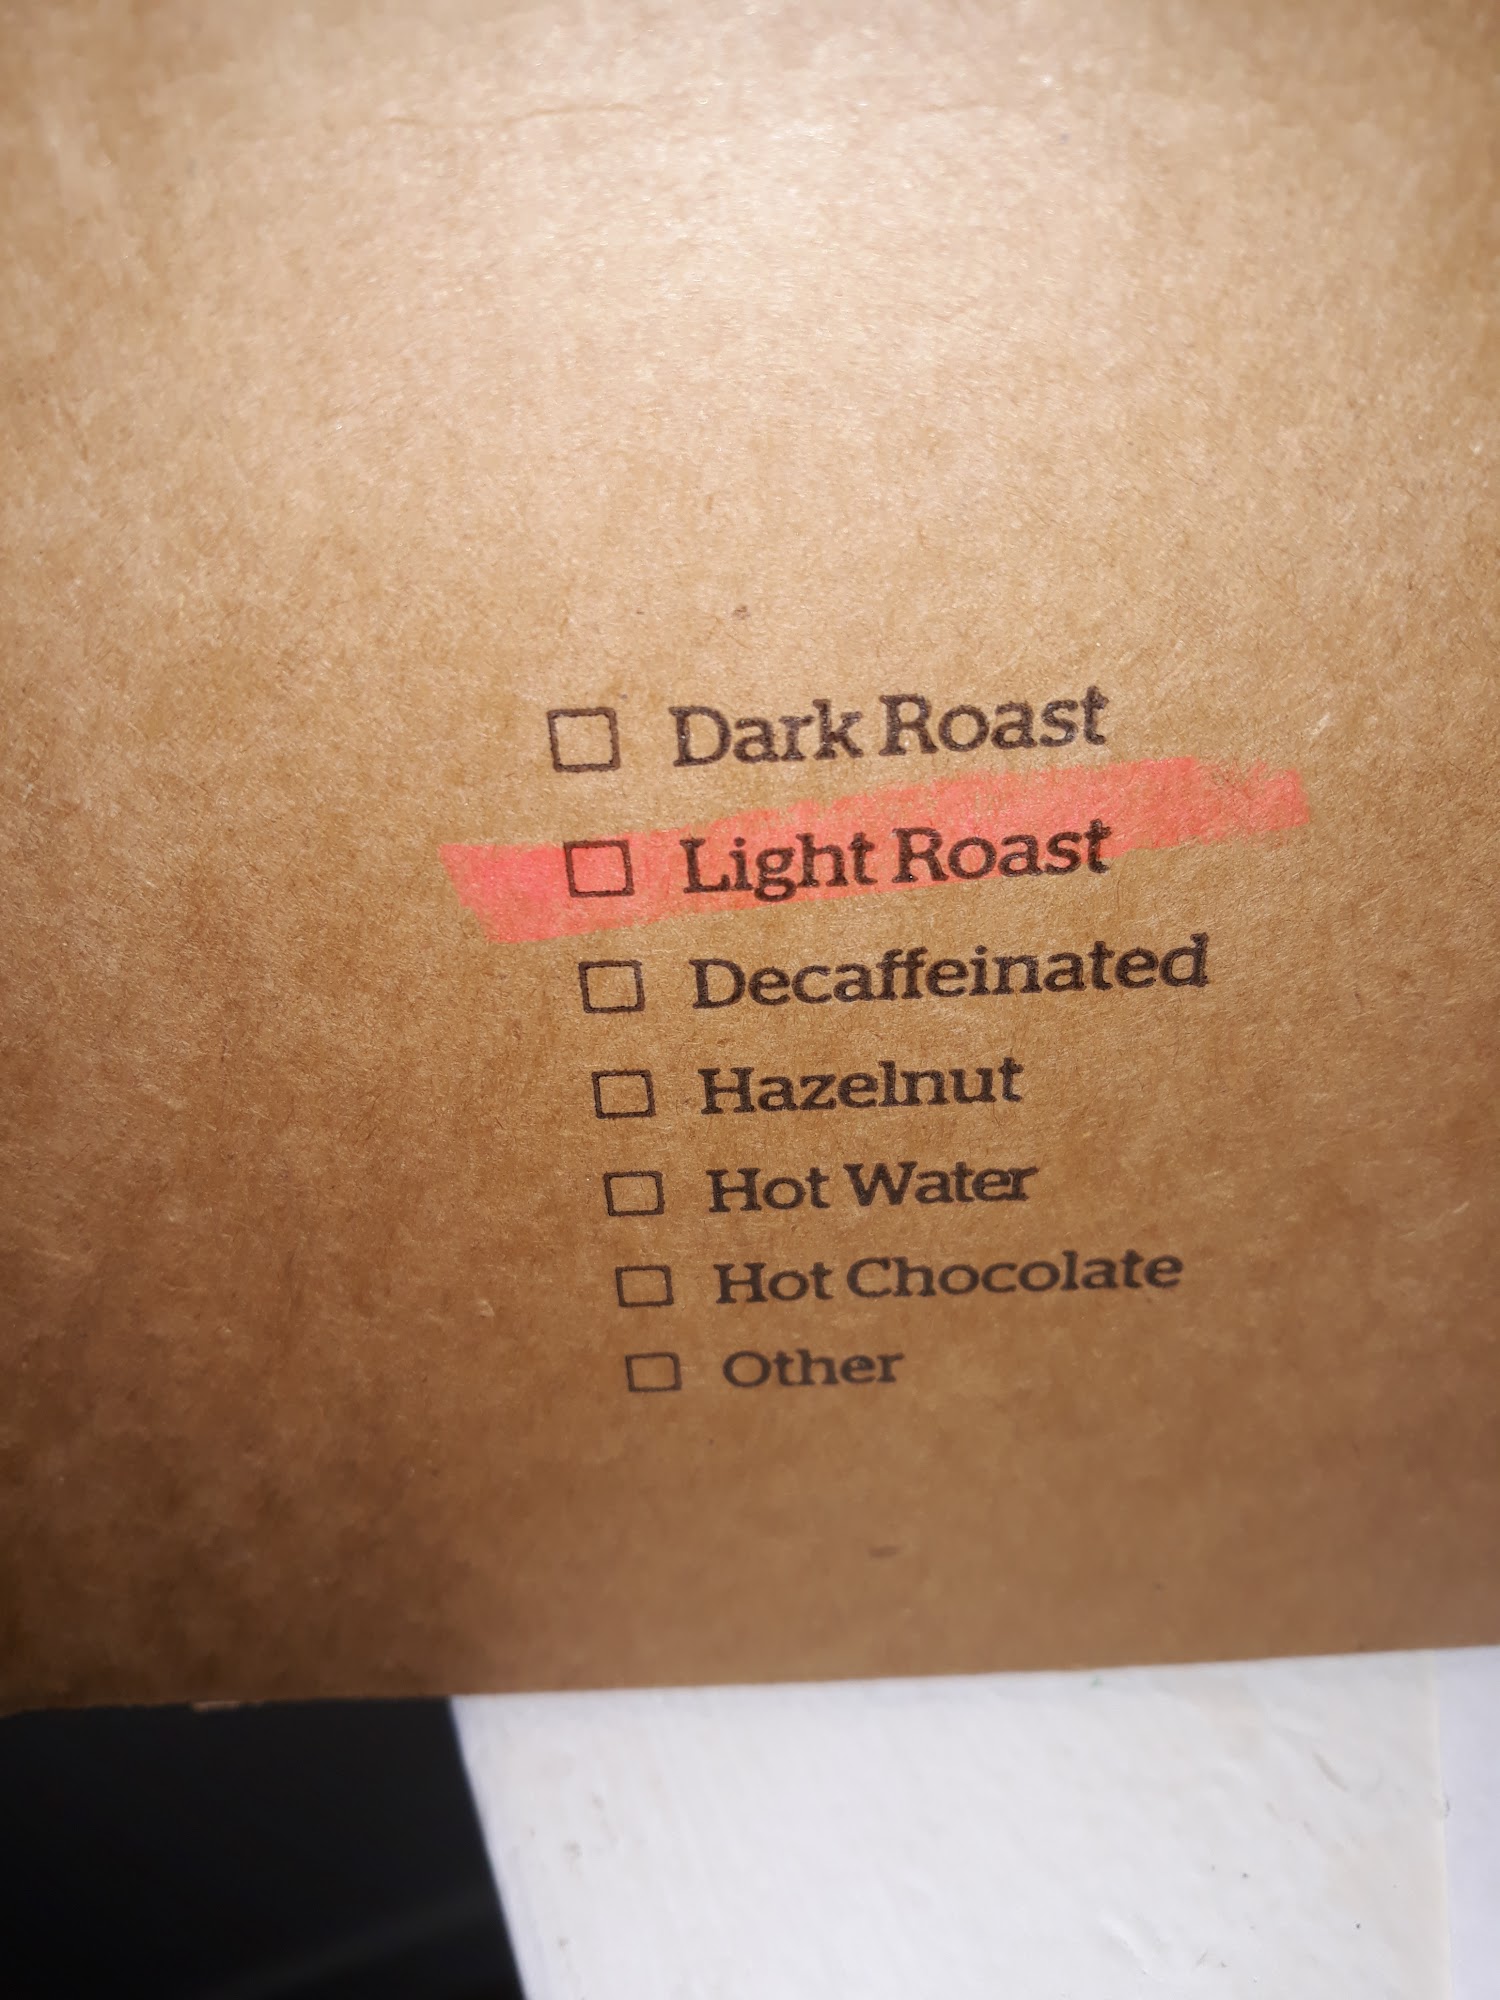 Dark Roast
Light Roast
Decaffeinated
Hazelnut
Hot Water
Hot Chocolate
Other